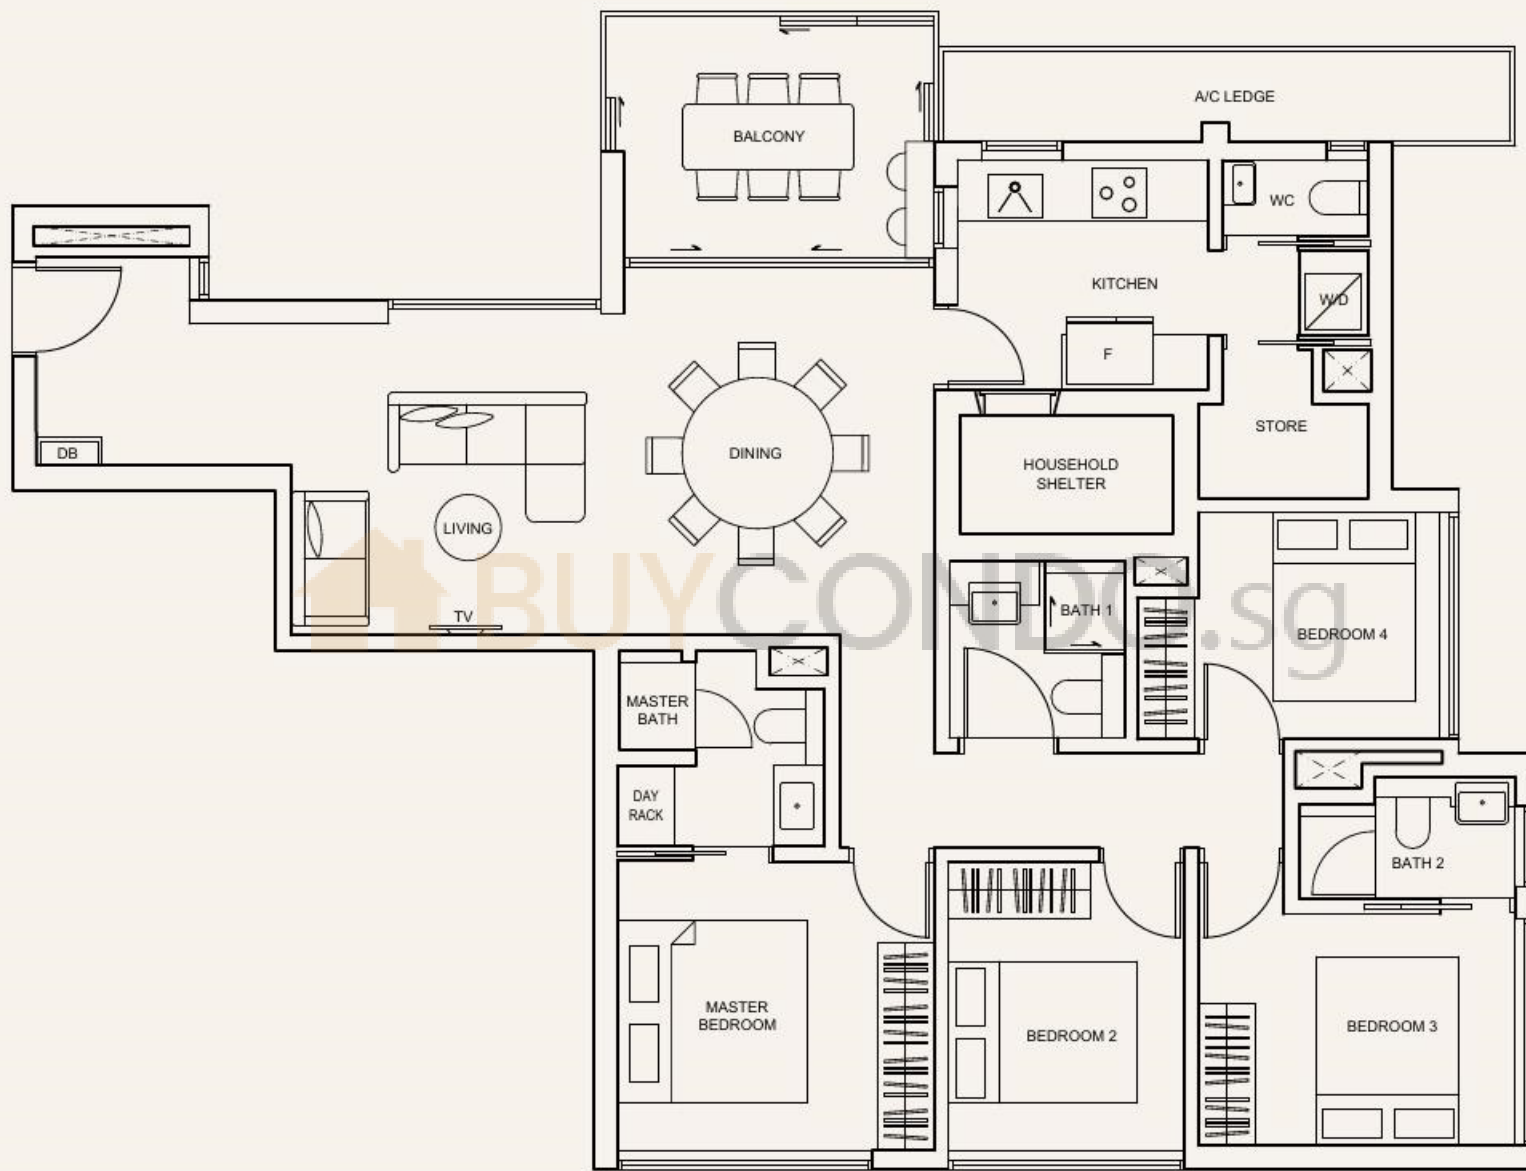 A/C LEDGE
BALCONY
WC
KITCHEN
W/D
F
DB
DINING
STORE
HOUSEHOLD
SHELTER
LIVING
BUYCONDO.sg
TV
BATH 1
BEDROOM 4
MASTER
BATH
DAY
RACK
BATH 2
MASTER
BEDROOM
BEDROOM 2
BEDROOM 3